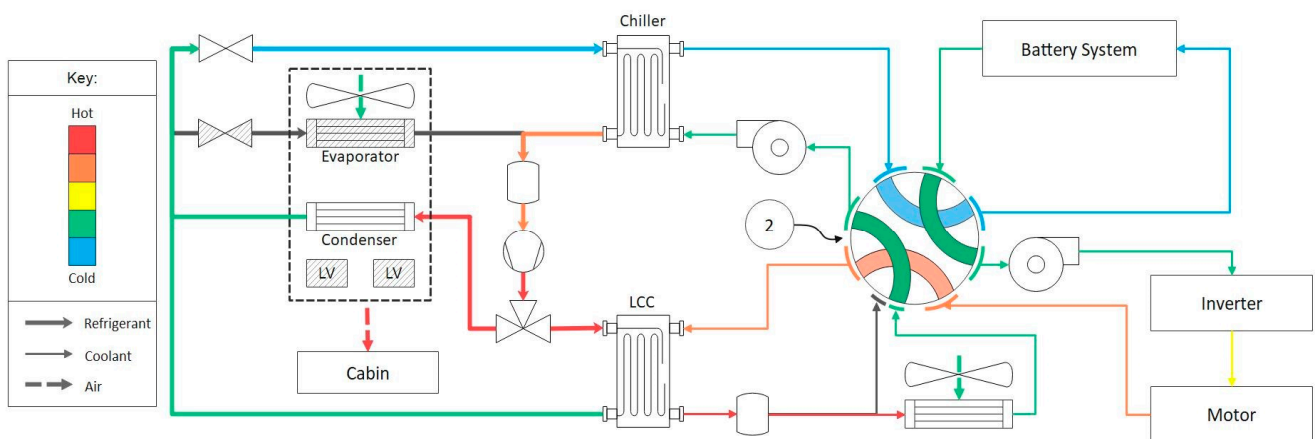 Chiller
Battery System
Key:
Hot
Evaporator
2
Condenser
Cold
LV LV
Inverter
LCC
Refrigerant
Coolant
Cabin
Air
Motor